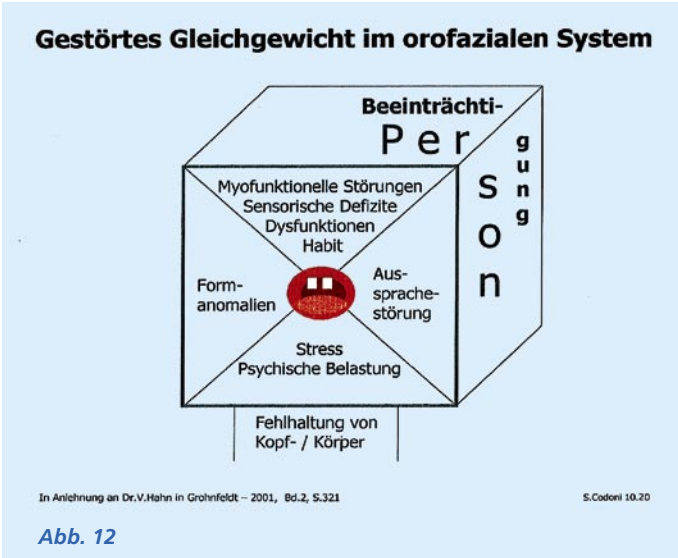 Gestörtes Gleichgewicht im orofazialen System
Beeinträchti-
gung
Per
son
Myofunktionelle Störungen
Sensorische Defizite
Dysfunktionen
Habit
Form-
anomalien
Aus-
sprache-
störung
Stress
Psychische Belastung
Fehlhaltung von
Kopf- / Körper
In Anlehnung an Dr.V.Hahn in Grohnfeldt – 2001, Bd.2, S.321
S.Codoni 10.20
Abb. 12